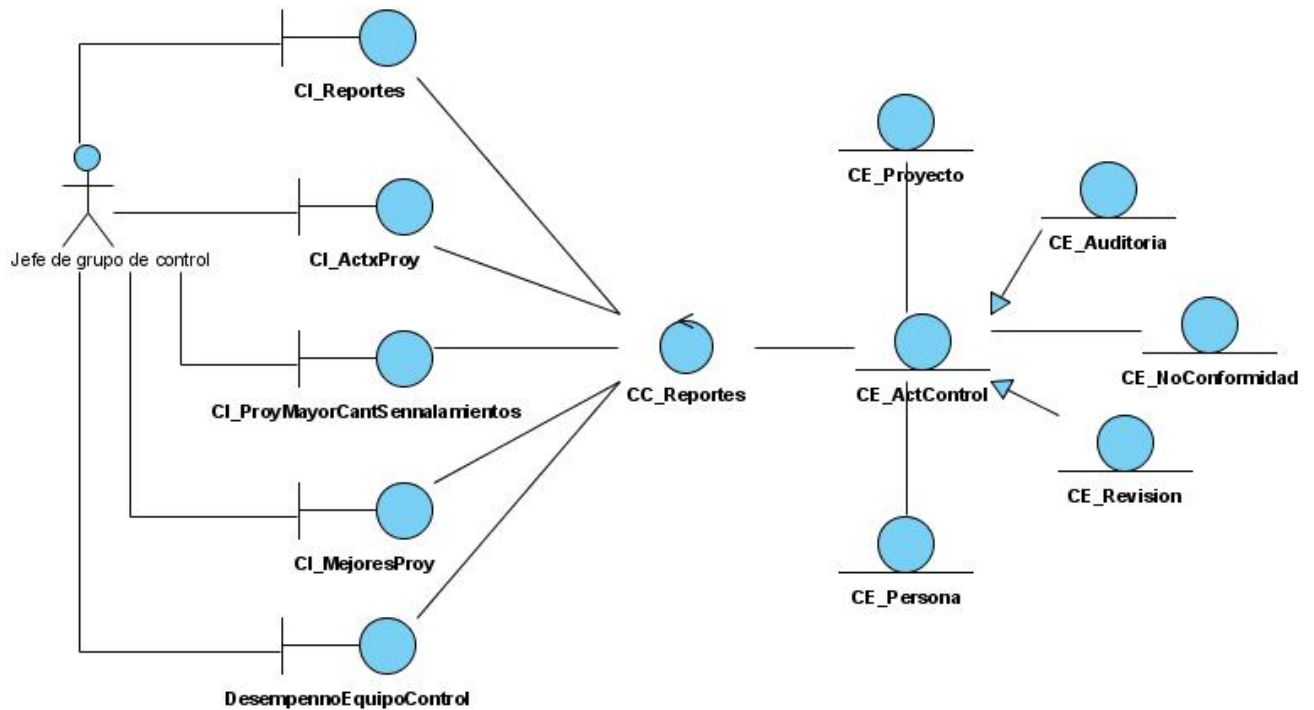 CI_Reportes
CE_Proyecto
CE_Auditoria
Jefe de grupo de control
CI_ActxProy
CI_ProyMayorCantSennalamientos
CC_Reportes
CE_ActControl
CE_NoConformidad
CE_Revision
CI_MejoresProy
CE_Persona
DesempennoEquipoControl